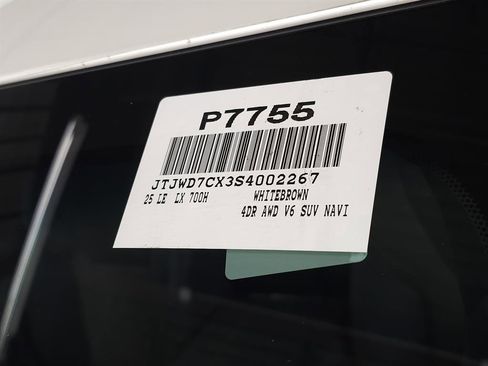 P7755
JTJWD7CX3S4002267
25 LE LX 700H WHITEBROWN
4DR AWD V6 SUV NAVI